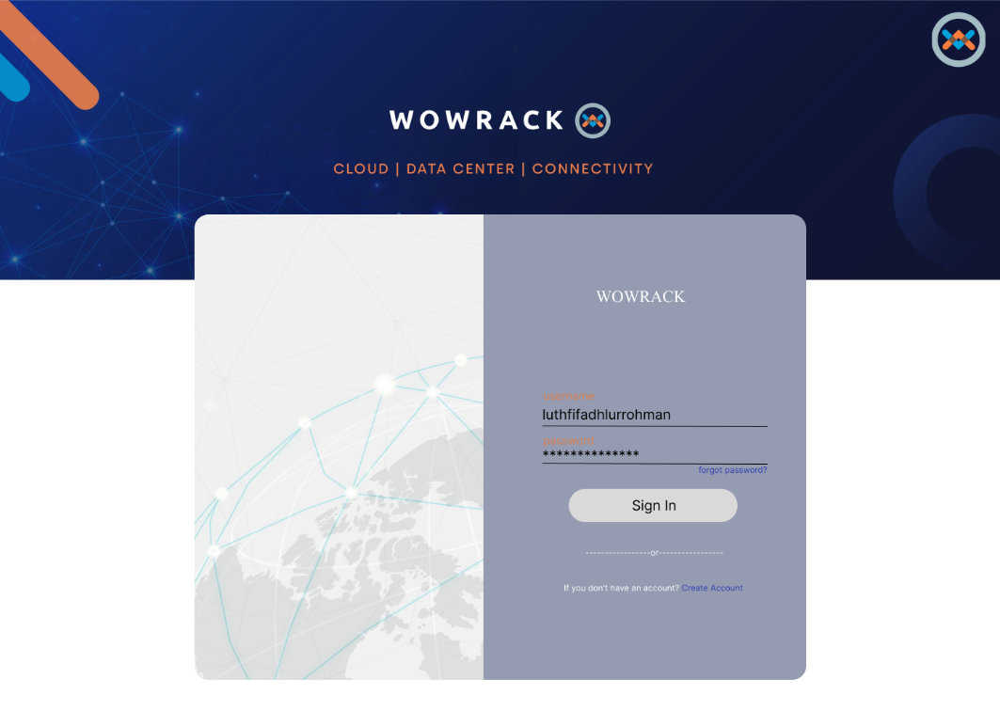 WOWRACK
CLOUD | DATA CENTER | CONNECTIVITY
WOWRACK
username
luthfifadhlurrohman
password
**************
forgot password?
Sign In
-----------------or-----------------
If you don't have an account? Create Account